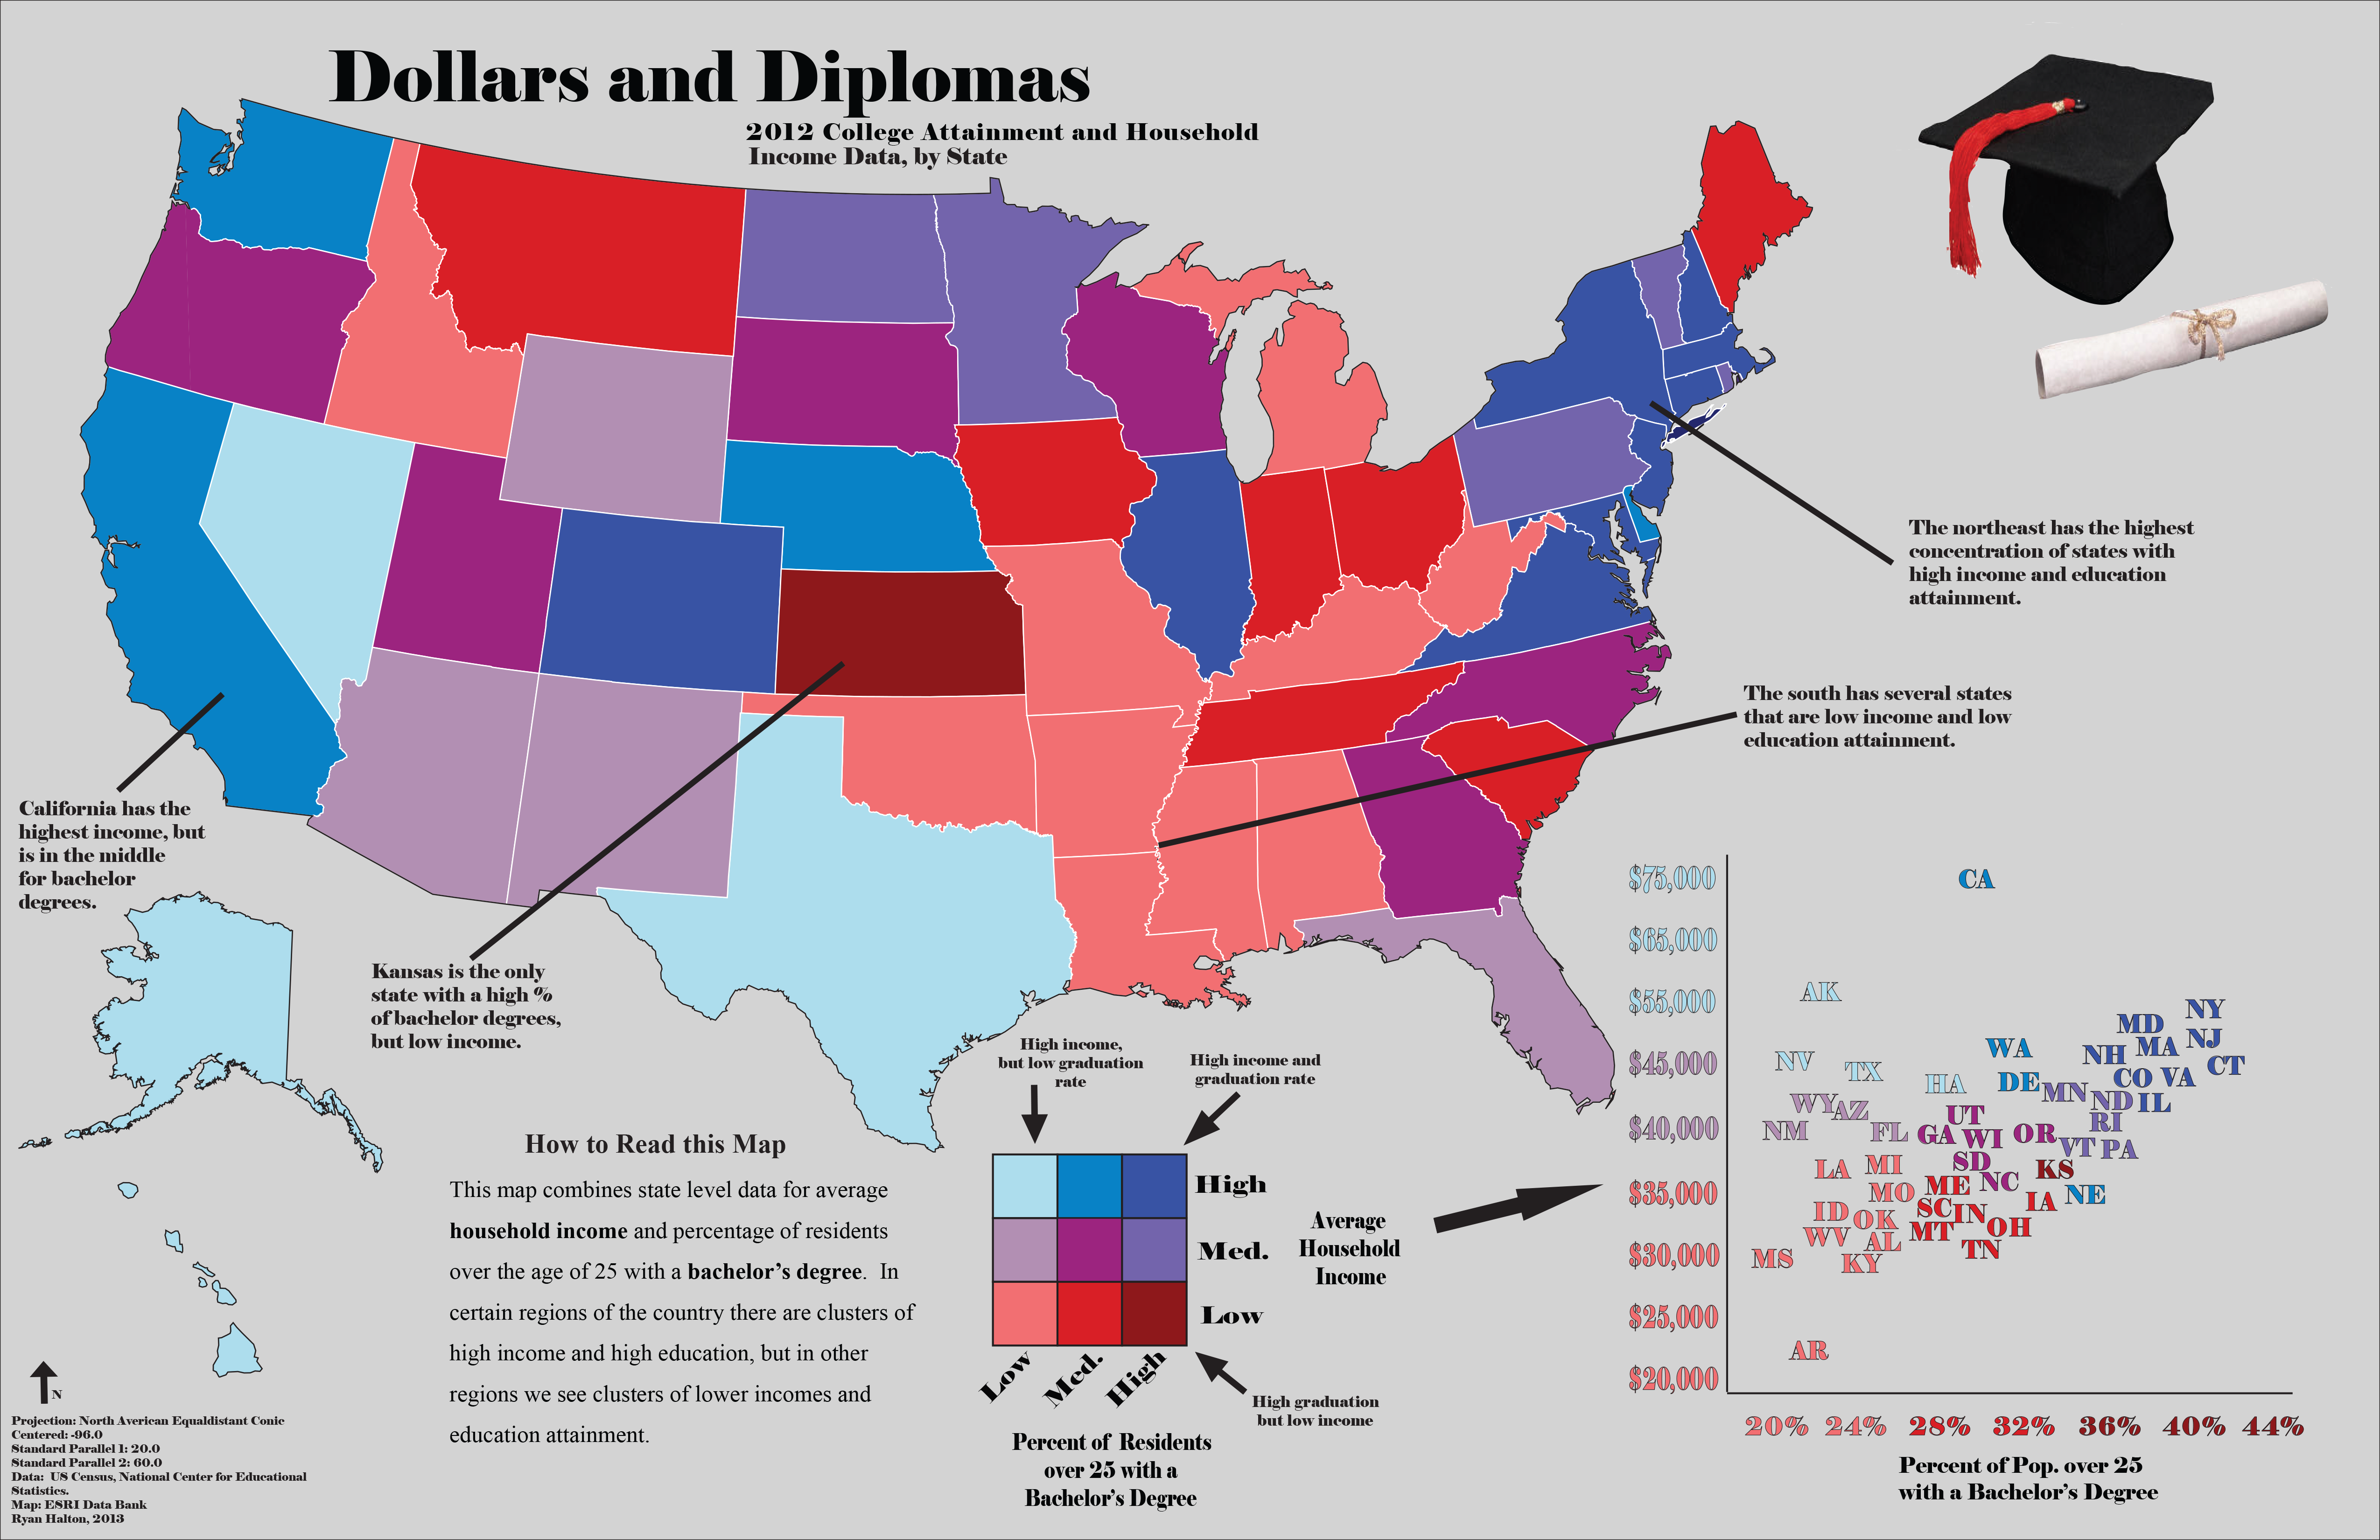 Dollars and Diplomas
2012 College Attainment and Household
Income Data, by State
The northeast has the highest
concentration of states with
high income and education
attainment.
The south has several states
that are low income and low
education attainment.
California has the
highest income, but
is in the middle
for bachelor
degrees.
Kansas is the only
state with a high %
of bachelor degrees,
but low income.
How to Read this Map
This map combines state level data for average
household income and percentage of residents
over the age of 25 with a bachelor's degree. In
certain regions of the country there are clusters of
high income and high education, but in other
regions we see clusters of lower incomes and
education attainment.
High income,
but low graduation
rate
High income and
graduation rate
High
Med.
Low
Low
Med.
High
High graduation
but low income
Percent of Residents
over 25 with a
Bachelor's Degree
Average
Household
Income
$75,000
$65,000
$55,000
$45,000
$40,000
$35,000
$30,000
$25,000
$20,000
CA
AK
NY
MD
NJ
WA
NH
MA
CT
NV
TX
HA
DE
CO
VA
MN
ND
IL
WY
AZ
UT
RI
NM
FL
GA
WI
OR
VT
PA
LA
MI
SD
KS
MO
ME
NC
IA
NE
ID
OK
SC
IN
OH
WV
AL
MT
TN
MS
KY
AR
20%
24%
28%
32%
36%
40%
44%
Percent of Pop. over 25
with a Bachelor's Degree
N
Projection: North Averican Equaldistant Conic
Centered: -96.0
Standard Parallel 1: 20.0
Standard Parallel 2: 60.0
Data: US Census, National Center for Educational
Statistics.
Map: ESRI Data Bank
Ryan Halton, 2013